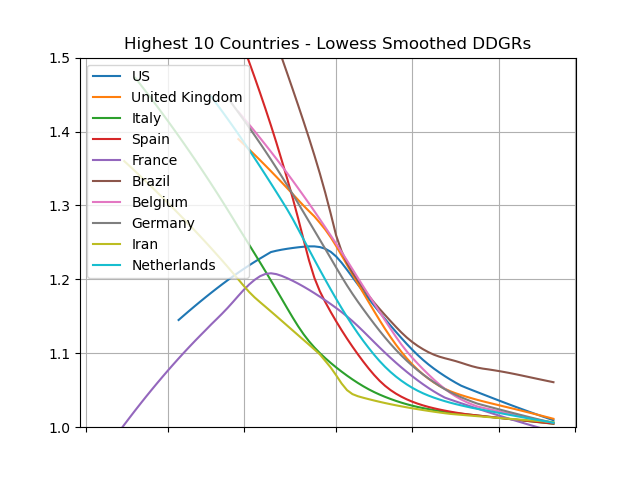 Highest 10 Countries - Lowess Smoothed DDGRs
1.5
1.4
1.3
1.2
1.1
1.0
US
United Kingdom
Italy
Spain
France
Brazil
Belgium
Germany
Iran
Netherlands